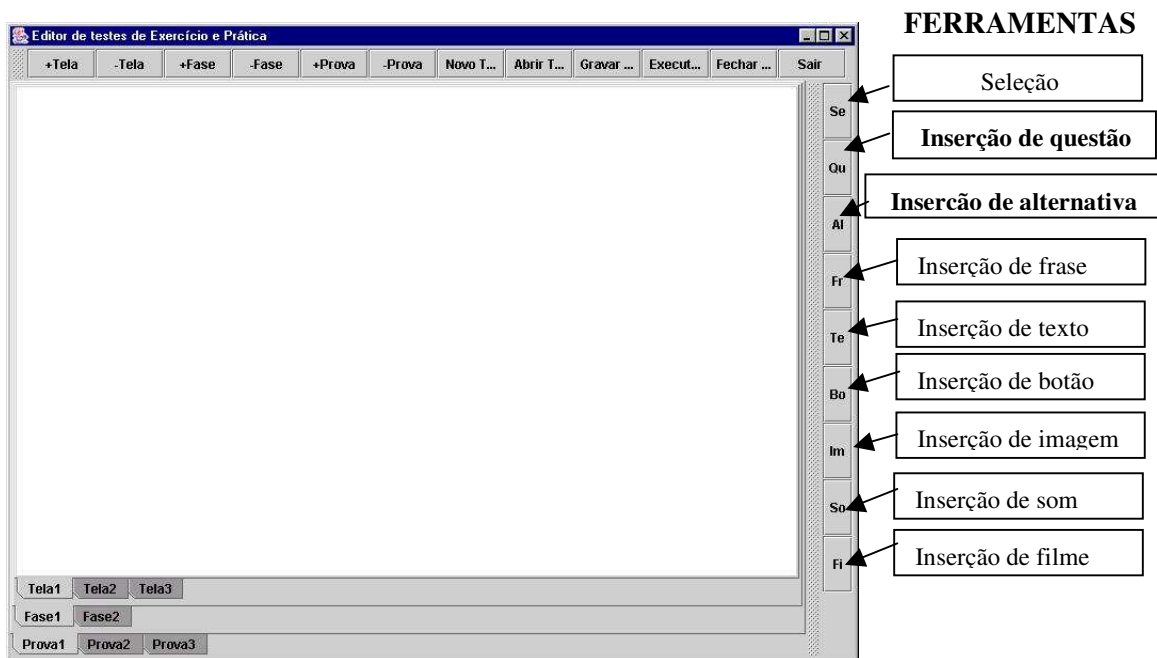 FERRAMENTAS
Editor de testes de Exercício e Prática
+Tela -Tela +Fase -Fase +Prova -Prova Novo T... Abrir T... Gravar ... Execut... Fechar ... Sair
Se
Seleção
Qu
Inserção de questão
Al
Insercão de alternativa
Fr
Inserção de frase
Te
Inserção de texto
Bo
Inserção de botão
Im
Inserção de imagem
So
Inserção de som
Fi
Inserção de filme
Tela1 Tela2 Tela3
Fase1 Fase2
Prova1 Prova2 Prova3